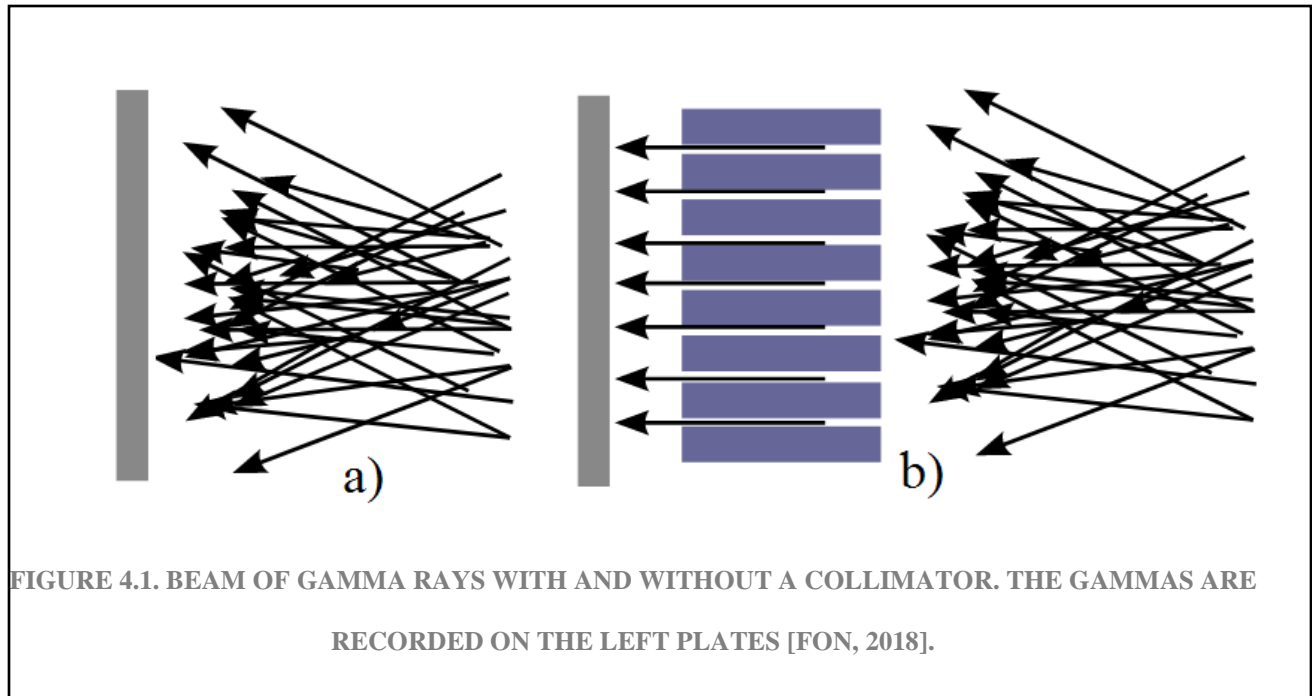 a)
b)
FIGURE 4.1. BEAM OF GAMMA RAYS WITH AND WITHOUT A COLLIMATOR. THE GAMMAS ARE
RECORDED ON THE LEFT PLATES [FON, 2018].